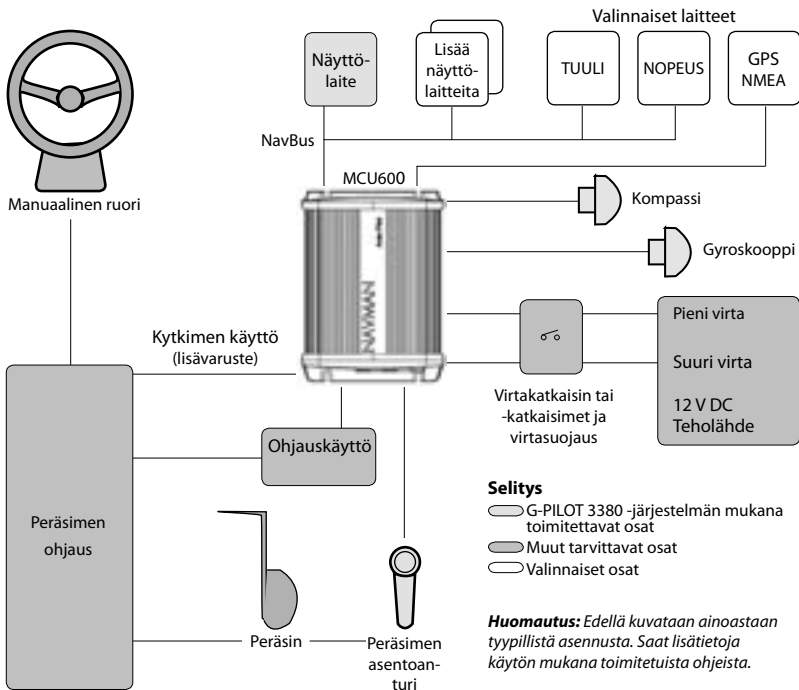 Valinnaiset laitteet
Näyttö-
laite
Lisää
näyttö-
laitteita
TUULI
NOPEUS
GPS
NMEA
NavBus
MCU600
Manuaalinen ruori
Kompassi
Gyroskooppi
NAVMAN
Kytkimen käyttö
(lisävaruste)
Pieni virta
Suuri virta
12 V DC
Teholähde
Virtakatkaisin tai
-katkaisimet ja
virtasuojaus
Ohjauskäyttö
Peräsimen
ohjaus
Peräsin
Peräsimen
asentoan-
turi
Selitys
G-PILOT 3380 -järjestelmän mukana
toimitettavat osat
Muut tarvittavat osat
Valinnaiset osat
Huomautus: Edellä kuvataan ainoastaan
tyypillistä asennusta. Saat lisätietoja
käytön mukana toimitetuista ohjeista.